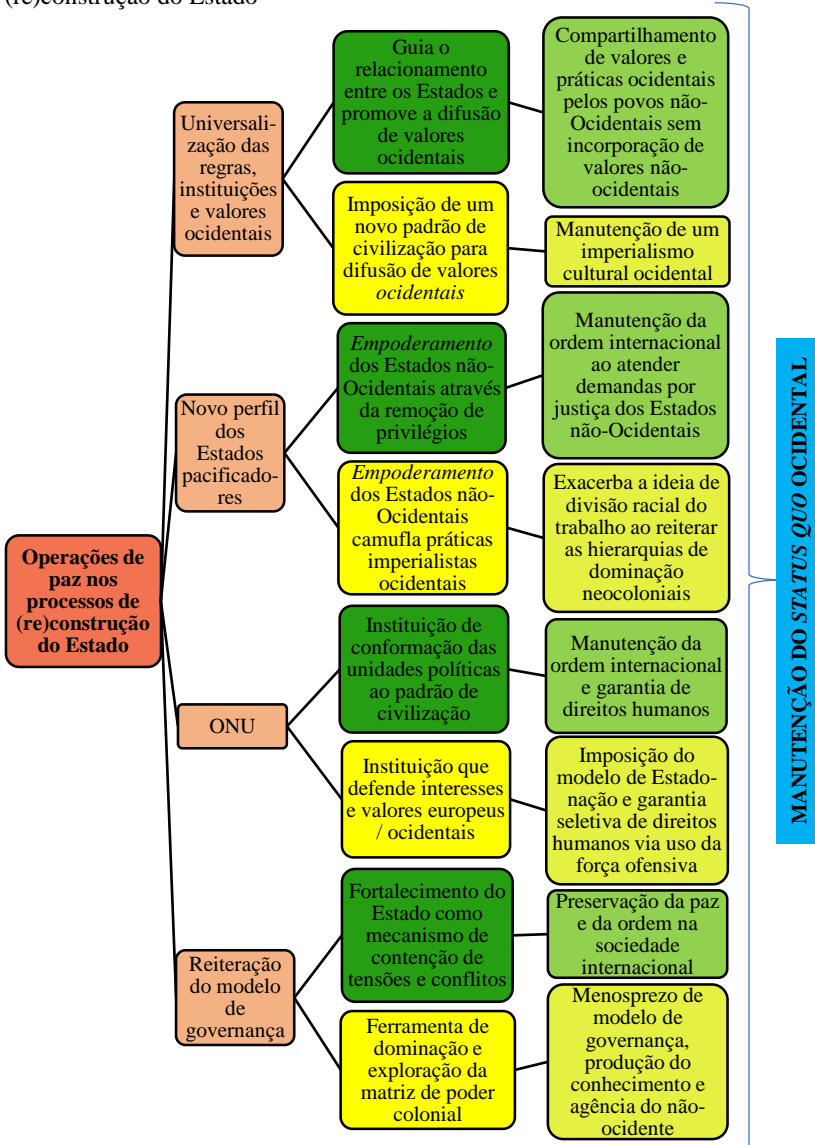 (re)construção do Estado
Guia o
relacionamento
entre os Estados e
promove a difusão
de valores
ocidentais
Compartilhamento
de valores e
práticas ocidentais
pelos povos não-
Ocidentais sem
incorporação de
valores não-
ocidentais
Universali-
zação das
regras,
instituições
e valores
ocidentais
Imposição de um
novo padrão de
civilização para
difusão de valores
ocidentais
Manutenção de um
imperialismo
cultural ocidental
Empoderamento
dos Estados não-
Ocidentais através
da remoção de
privilégios
Manutenção da
ordem internacional
ao atender
demandas por
justiça dos Estados
não-Ocidentais
Novo perfil
dos
Estados
pacificado-
res
Empoderamento
dos Estados não-
Ocidentais
camufla práticas
imperialistas
ocidentais
Exacerba a ideia de
divisão racial do
trabalho ao reiterar
as hierarquias de
dominação
neocoloniais
Operações de
paz nos
processos de
(re)construção
do Estado
Instituição de
conformação das
unidades políticas
ao padrão de
civilização
Manutenção da
ordem internacional
e garantia de
direitos humanos
ONU
Instituição que
defende interesses
e valores europeus
/ ocidentais
Imposição do
modelo de Estado-
nação e garantia
seletiva de direitos
humanos via uso da
força ofensiva
Fortalecimento do
Estado como
mecanismo de
contenção de
tensões e conflitos
Preservação da paz
e da ordem na
sociedade
internacional
Reiteração
do modelo
de
governança
Ferramenta de
dominação e
exploração da
matriz de poder
colonial
Menosprezo de
modelo de
governança,
produção do
conhecimento e
agência do não-
ocidente
MANUTENÇÃO DO STATUS QUO OCIDENTAL